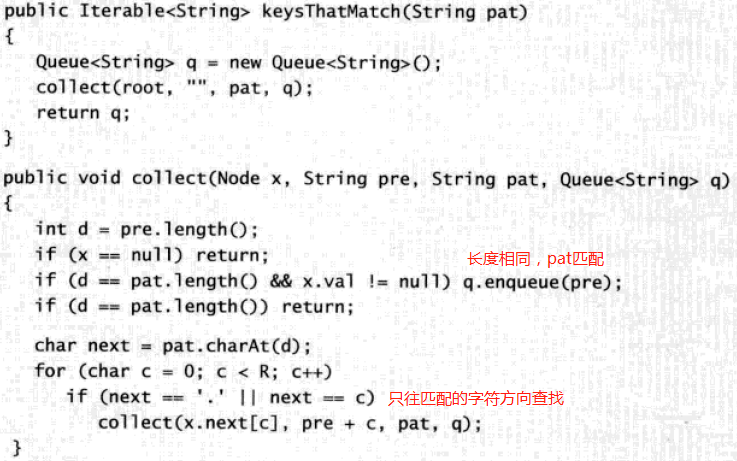 public Iterable<String> keysThatMatch(String pat)
{
Queue<String> q = new Queue<String>();
collect(root, "", pat, q);
return q;
}
public void collect(Node x, String pre, String pat, Queue<String> q)
{
int d = pre.length();
if (x == null) return;
长度相同，pat匹配
if (d == pat.length() && x.val != null) q.enqueue(pre);
if (d == pat.length()) return;
char next = pat.charAt(d);
for (char c = 0; c < R; c++)
if (next == '.' || next == c) 只往匹配的字符方向查找
collect(x.next[c], pre + c, pat, q);
}